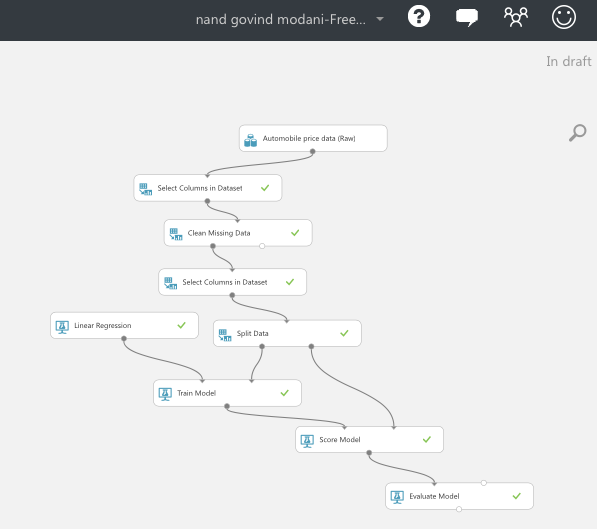 nand govind modani-Free...
In draft
Automobile price data (Raw)
Select Columns in Dataset
Clean Missing Data
Select Columns in Dataset
Linear Regression
Split Data
Train Model
Score Model
Evaluate Model